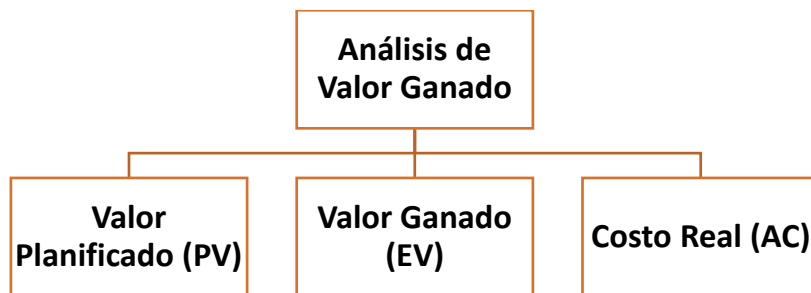 Análisis de
Valor Ganado
Valor
Planificado (PV)
Valor Ganado
(EV)
Costo Real (AC)